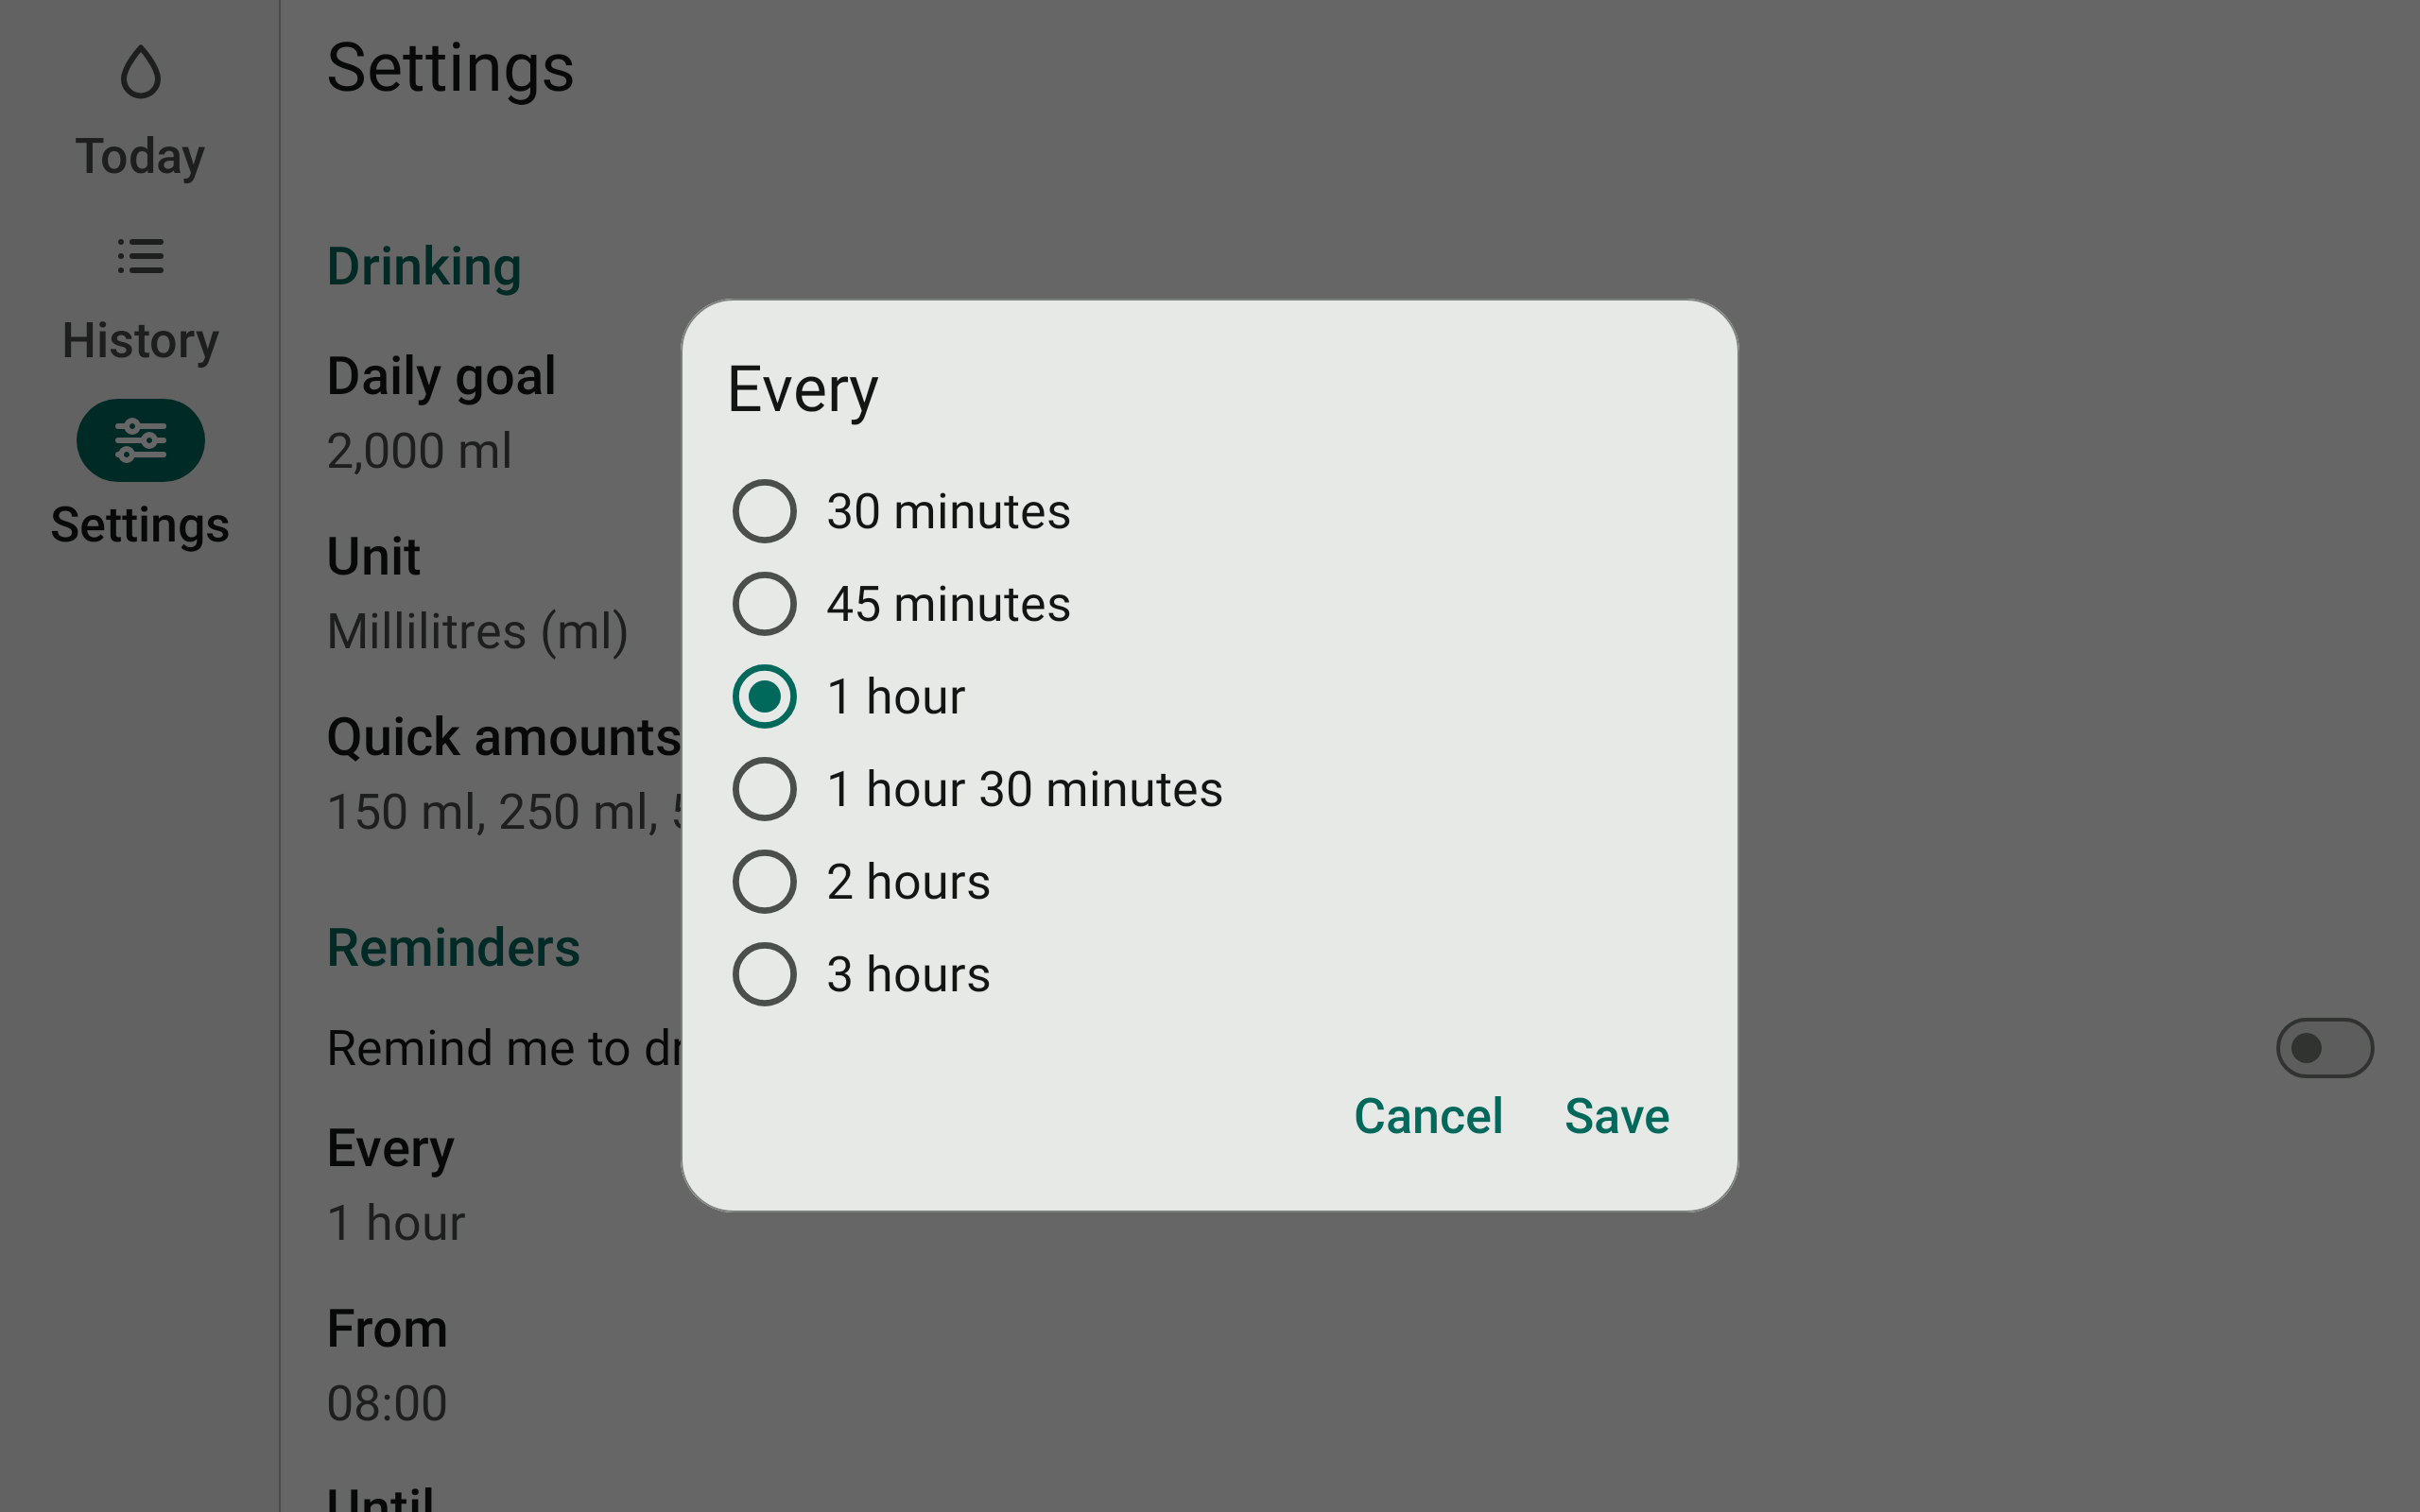 Today
History
Settings
Settings
Drinking
Daily goal
2,000 ml
Unit
Millilitres (ml)
Quick amounts
150 ml, 250 ml,
Reminders
Remind me to
Every
1 hour
From
08:00
Until
Every
30 minutes
45 minutes
1 hour
1 hour 30 minutes
2 hours
3 hours
Cancel
Save